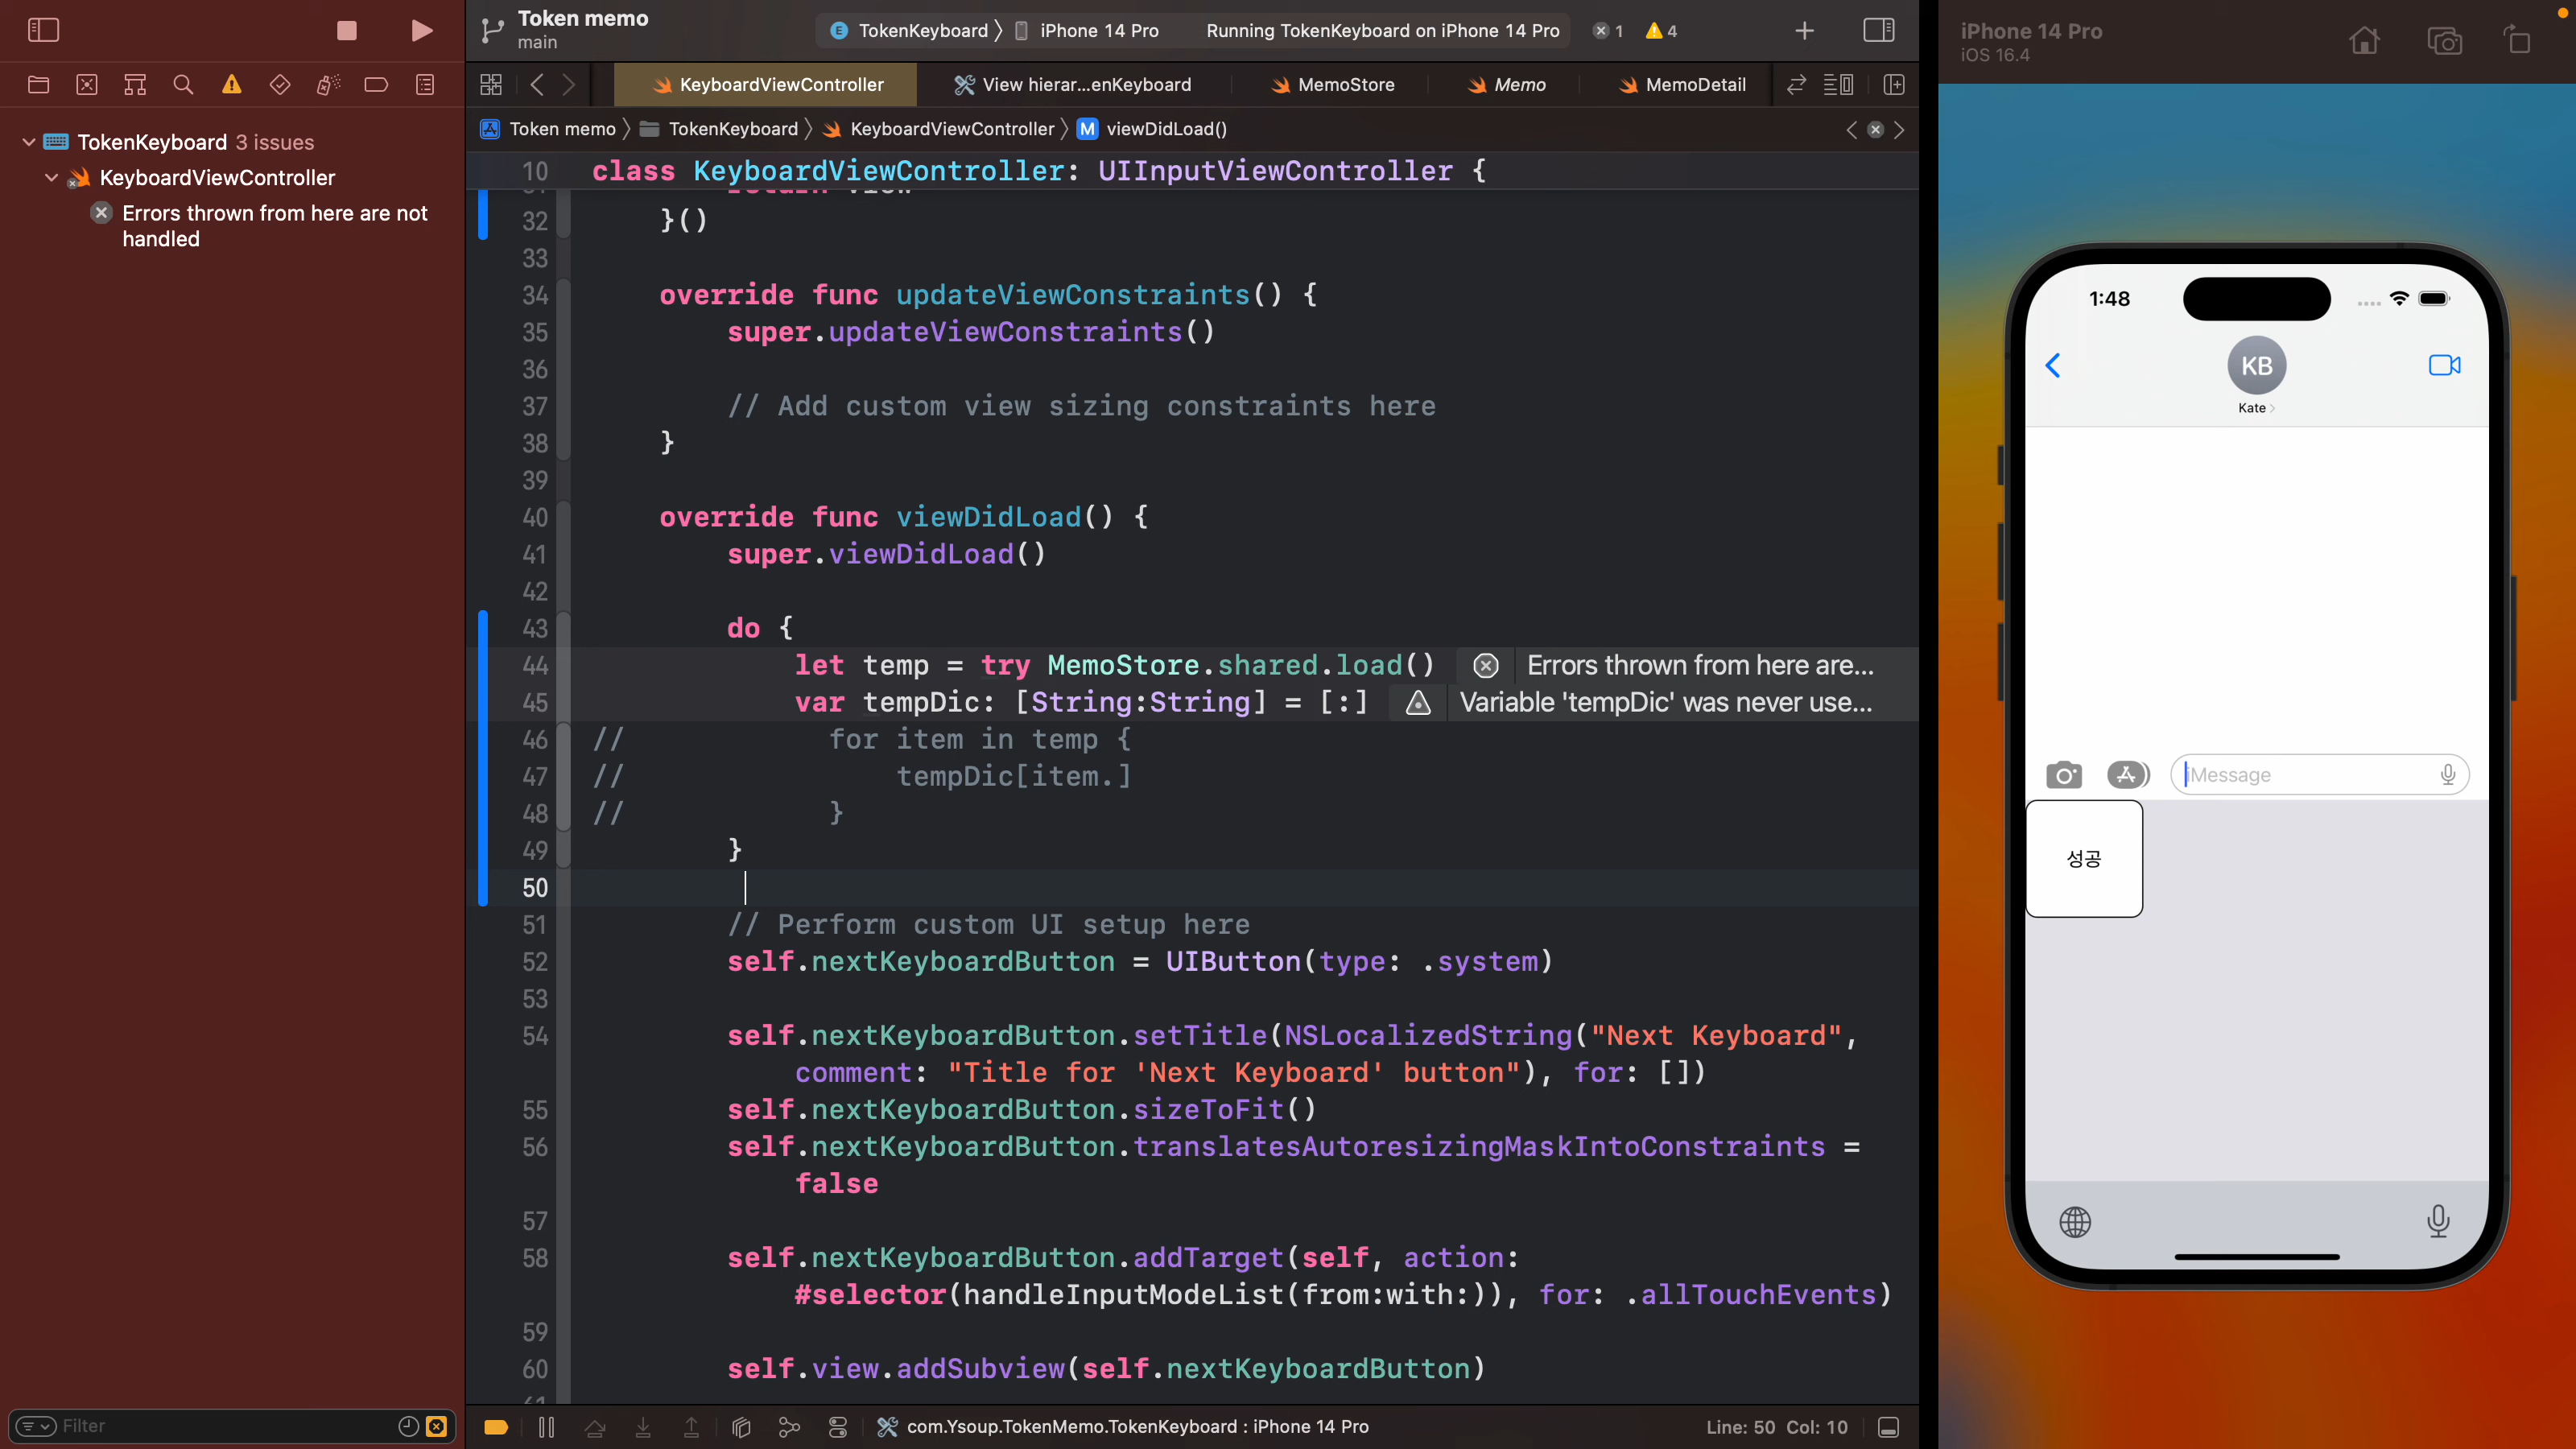 Token memo
main
TokenKeyboard
iPhone 14 Pro
Running TokenKeyboard on iPhone 14 Pro
1
4
KeyboardViewController
View hierar...enKeyboard
MemoStore
Memo
MemoDetail
Token memo
TokenKeyboard
KeyboardViewController
M viewDidLoad()
TokenKeyboard 3 issues
KeyboardViewController
Errors thrown from here are not
handled
Filter
10 class KeyboardViewController: UIInputViewController {
32 }()
33
34 override func updateViewConstraints() {
35 super.updateViewConstraints()
36
37 // Add custom view sizing constraints here
38 }
39
40 override func viewDidLoad() {
41 super.viewDidLoad()
42
43 do {
44 let temp = try MemoStore.shared.load() Errors thrown from here are...
45 var tempDic: [String:String] = [:] Variable 'tempDic' was never use...
46 // for item in temp {
47 // tempDic[item.]
48 // }
49 }
50
51 // Perform custom UI setup here
52 self.nextKeyboardButton = UIButton(type: .system)
53
54 self.nextKeyboardButton.setTitle(NSLocalizedString("Next Keyboard",
comment: "Title for 'Next Keyboard' button"), for: [])
55 self.nextKeyboardButton.sizeToFit()
56 self.nextKeyboardButton.translatesAutoresizingMaskIntoConstraints =
false
57
58 self.nextKeyboardButton.addTarget(self, action:
#selector(handleInputModeList(from:with:)), for: .allTouchEvents)
59
60 self.view.addSubview(self.nextKeyboardButton)
com.Ysoup.TokenMemo.TokenKeyboard : iPhone 14 Pro
Line: 50 Col: 10
iPhone 14 Pro
iOS 16.4
1:48
KB
Kate
iMessage
성공